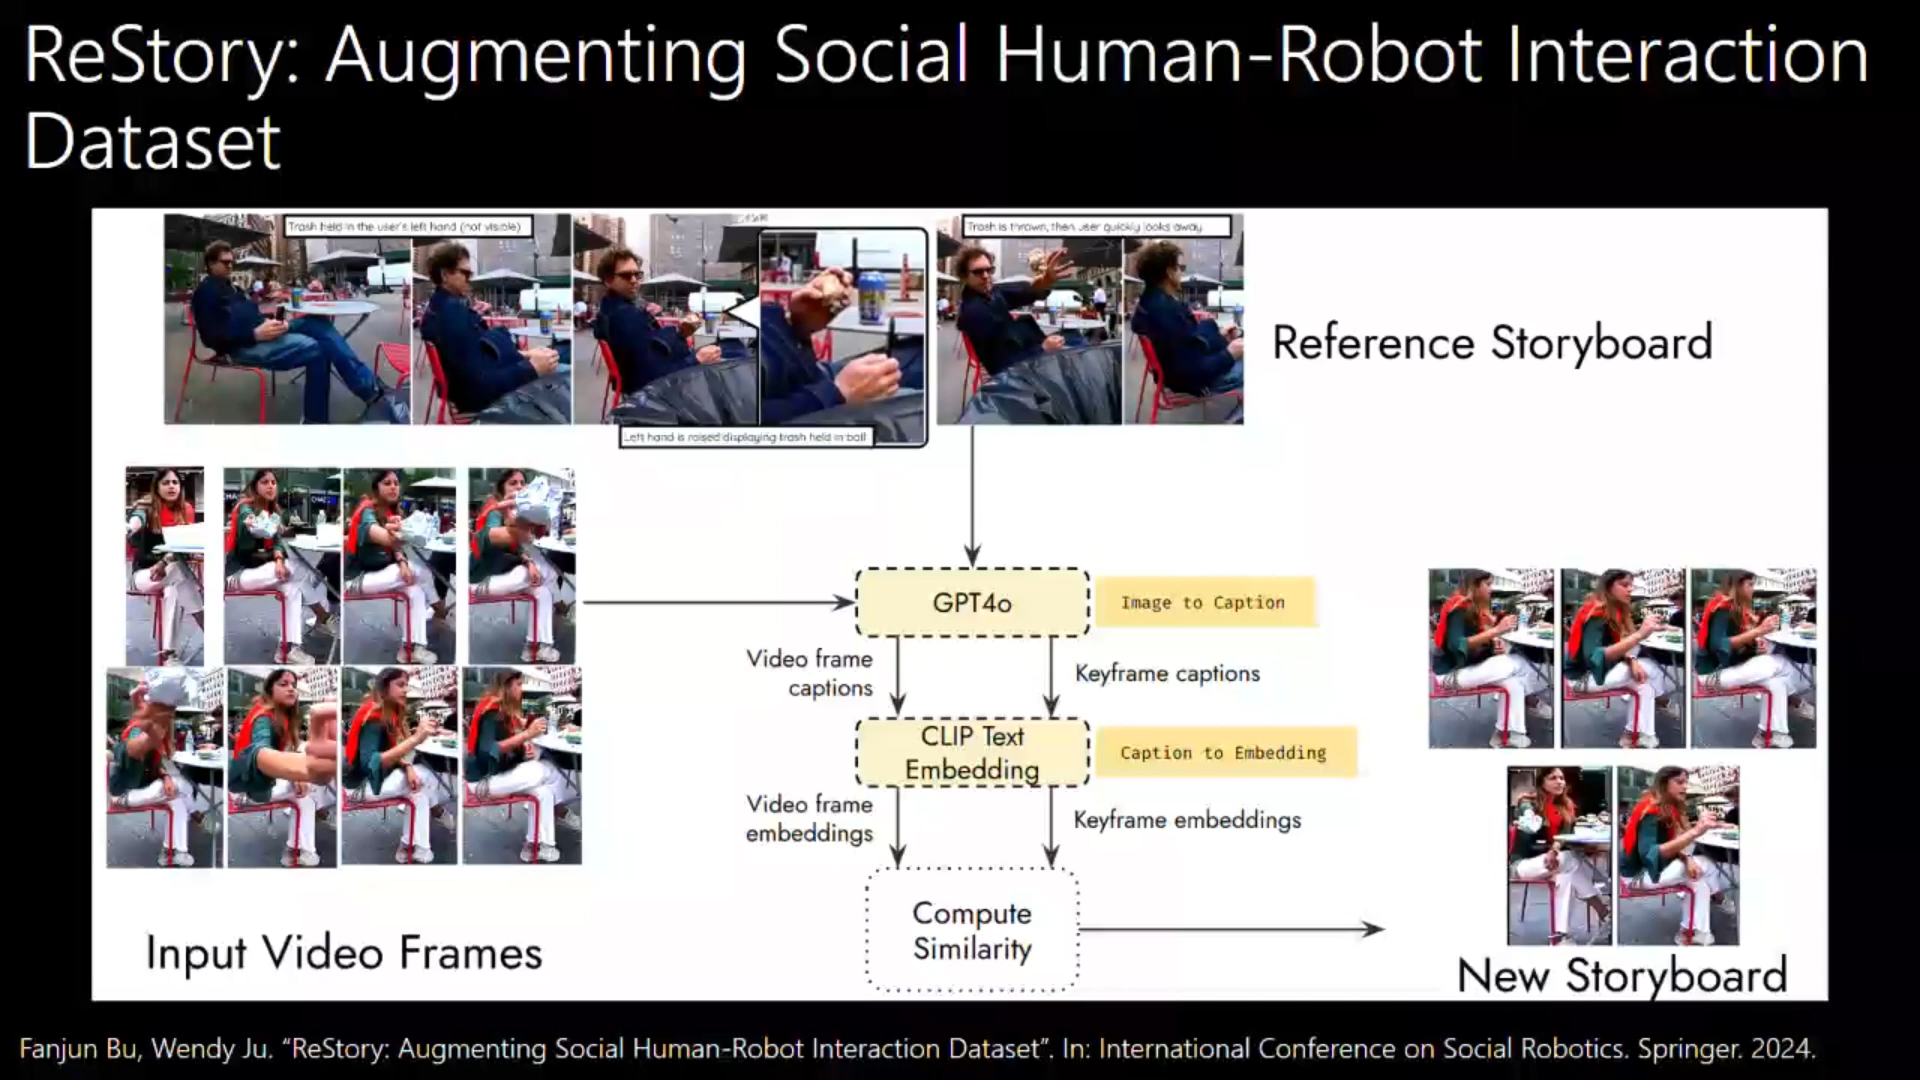 ReStory: Augmenting Social Human-Robot Interaction
Dataset
Trash held in the user's left hand (not visible)
Trash is thrown, then user quickly looks away
Left hand is raised displaying trash held in ball
Reference Storyboard
GPT4o
Image to Caption
Video frame
captions
Keyframe captions
CLIP Text
Embedding
Caption to Embedding
Video frame
embeddings
Keyframe embeddings
Compute
Similarity
Input Video Frames
New Storyboard
Fanjun Bu, Wendy Ju. “ReStory: Augmenting Social Human-Robot Interaction Dataset”. In: International Conference on Social Robotics. Springer. 2024.